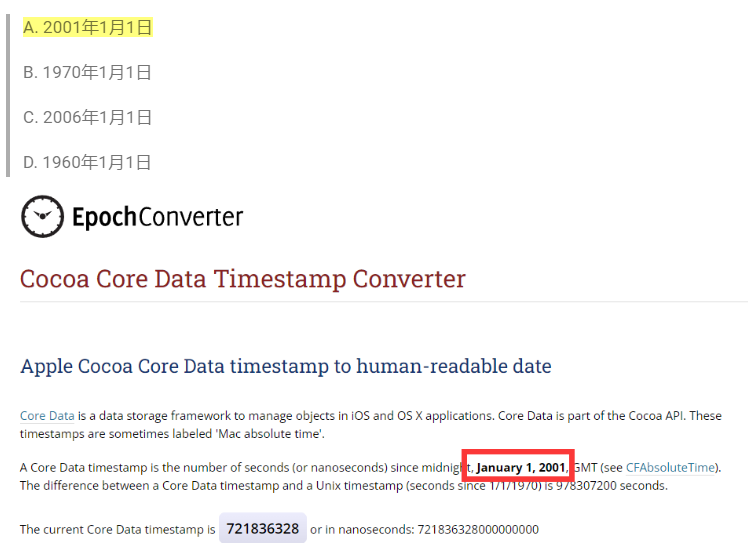 A. 2001年1月1日
B. 1970年1月1日
C. 2006年1月1日
D. 1960年1月1日
EpochConverter
Cocoa Core Data Timestamp Converter
Apple Cocoa Core Data timestamp to human-readable date
Core Data is a data storage framework to manage objects in iOS and OS X applications. Core Data is part of the Cocoa API. These
timestamps are sometimes labeled 'Mac absolute time'.
A Core Data timestamp is the number of seconds (or nanoseconds) since midnight, January 1, 2001, GMT (see CFAbsoluteTime).
The difference between a Core Data timestamp and a Unix timestamp (seconds since 1/1/1970) is 978307200 seconds.
The current Core Data timestamp is 721836328 or in nanoseconds: 721836328000000000